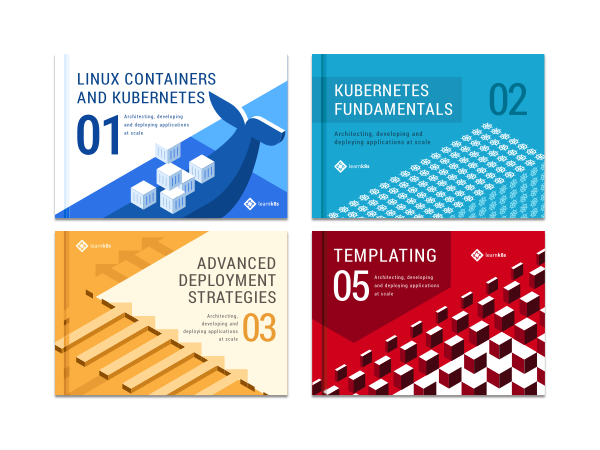 LINUX CONTAINERS
AND KUBERNETES
01
Architecting, developing
and deploying applications
at scale
learnk8s
KUBERNETES
FUNDAMENTALS
02
Architecting, developing and
deploying applications at scale
learnk8s
learnk8s
ADVANCED
DEPLOYMENT
STRATEGIES
Architecting,
developing and
deploying applications
at scale
03
TEMPLATING
learnk8s
05
Architecting, developing
and deploying applications
at scale